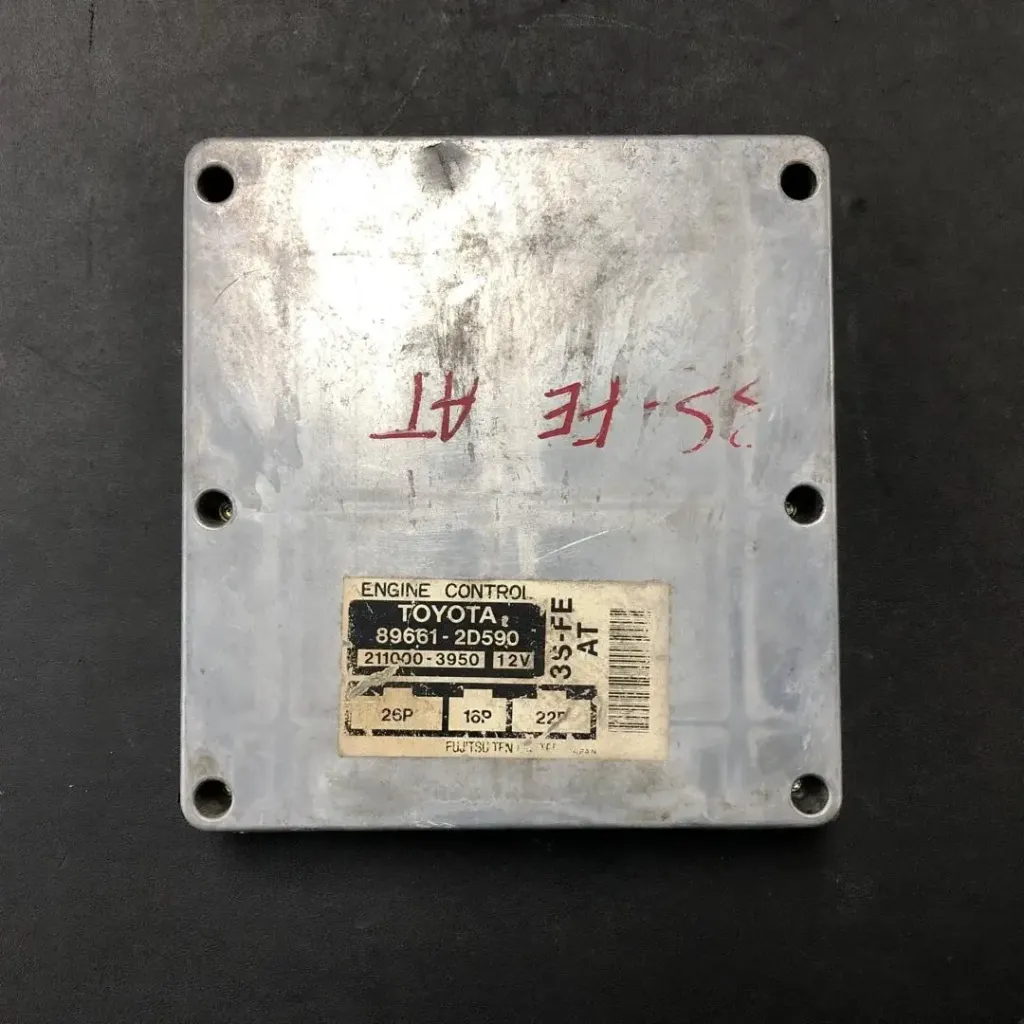 3S-FE AT
ENGINE CONTROL
TOYOTA
89661-2D590
211000-3950 12V
3S-FE
AT
26P 16P 22P
FUJITSU TEN
JAPAN